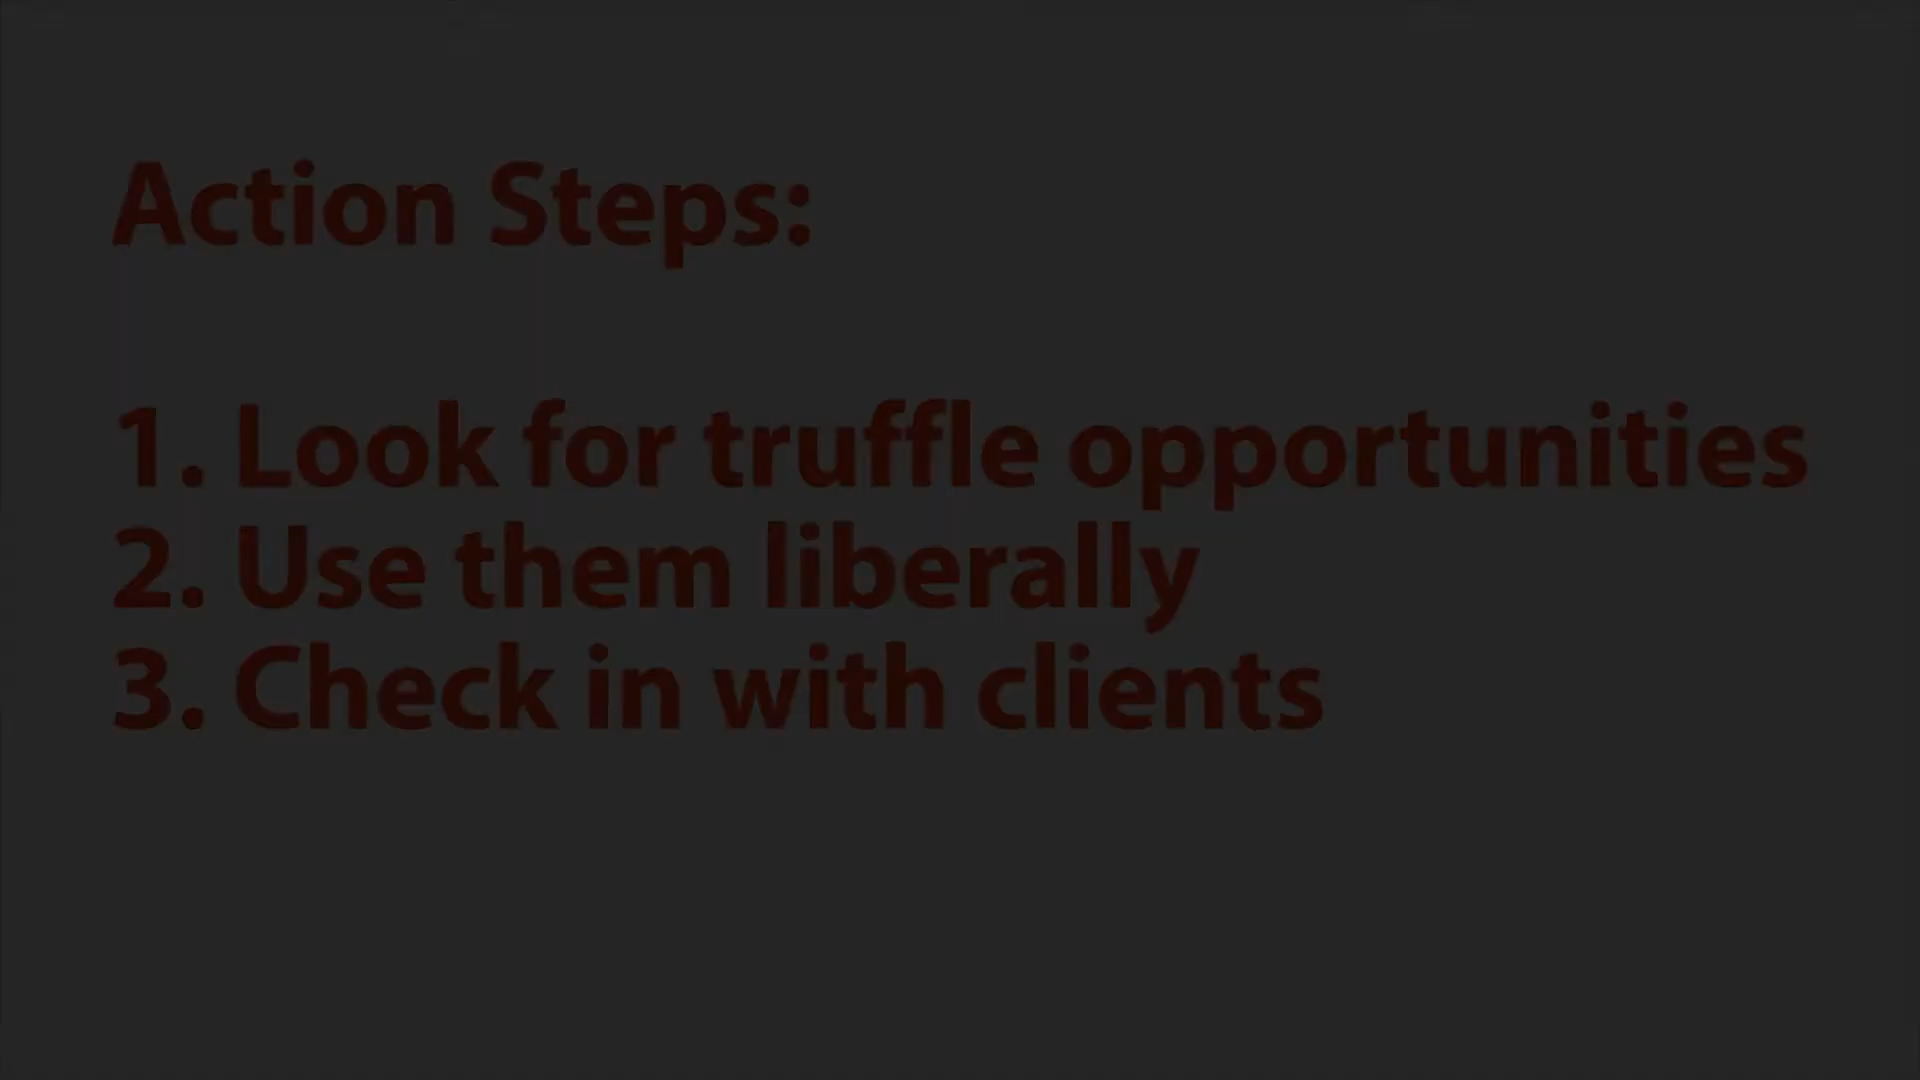 Action Steps:
1. Look for truffle opportunities
2. Use them liberally
3. Check in with clients